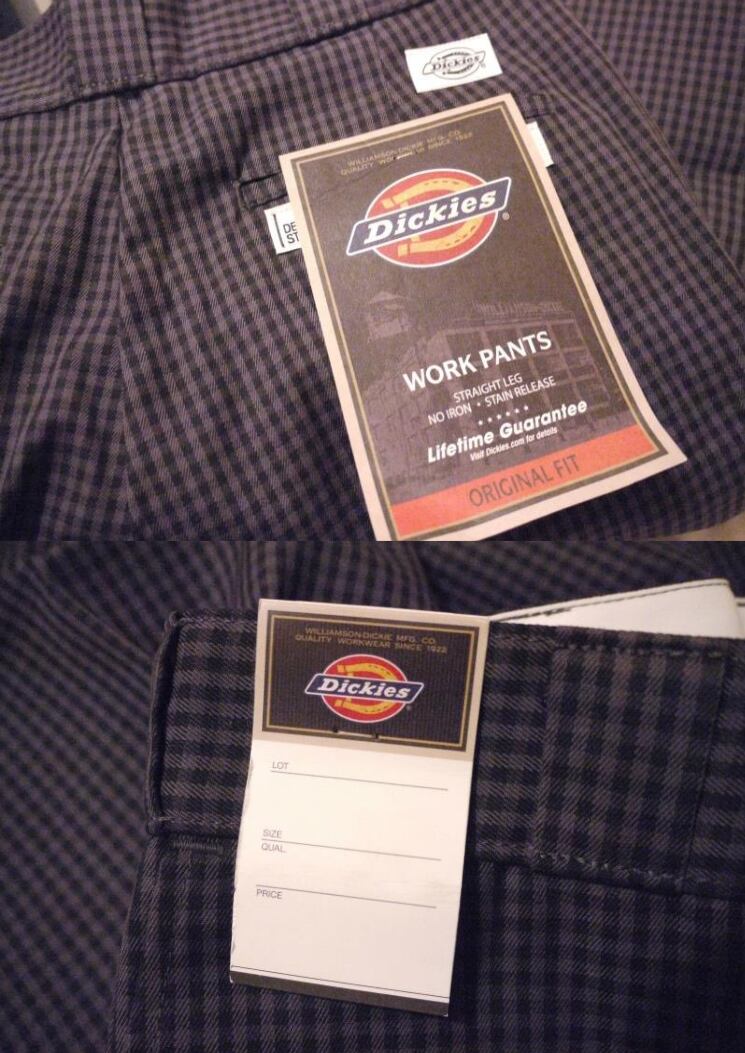 Dickies
WILLIAMSON-DICKIE MFG. CO.
QUALITY WORKWEAR SINCE 1922
Dickies
DE
ST
WORK PANTS
STRAIGHT LEG
NO IRON • STAIN RELEASE
Lifetime Guarantee
Visit Dickies.com for details
ORIGINAL FIT
WILLIAMSON-DICKIE MFG. CO.
QUALITY WORKWEAR SINCE 1922
Dickies
LOT
SIZE
QUAL.
PRICE